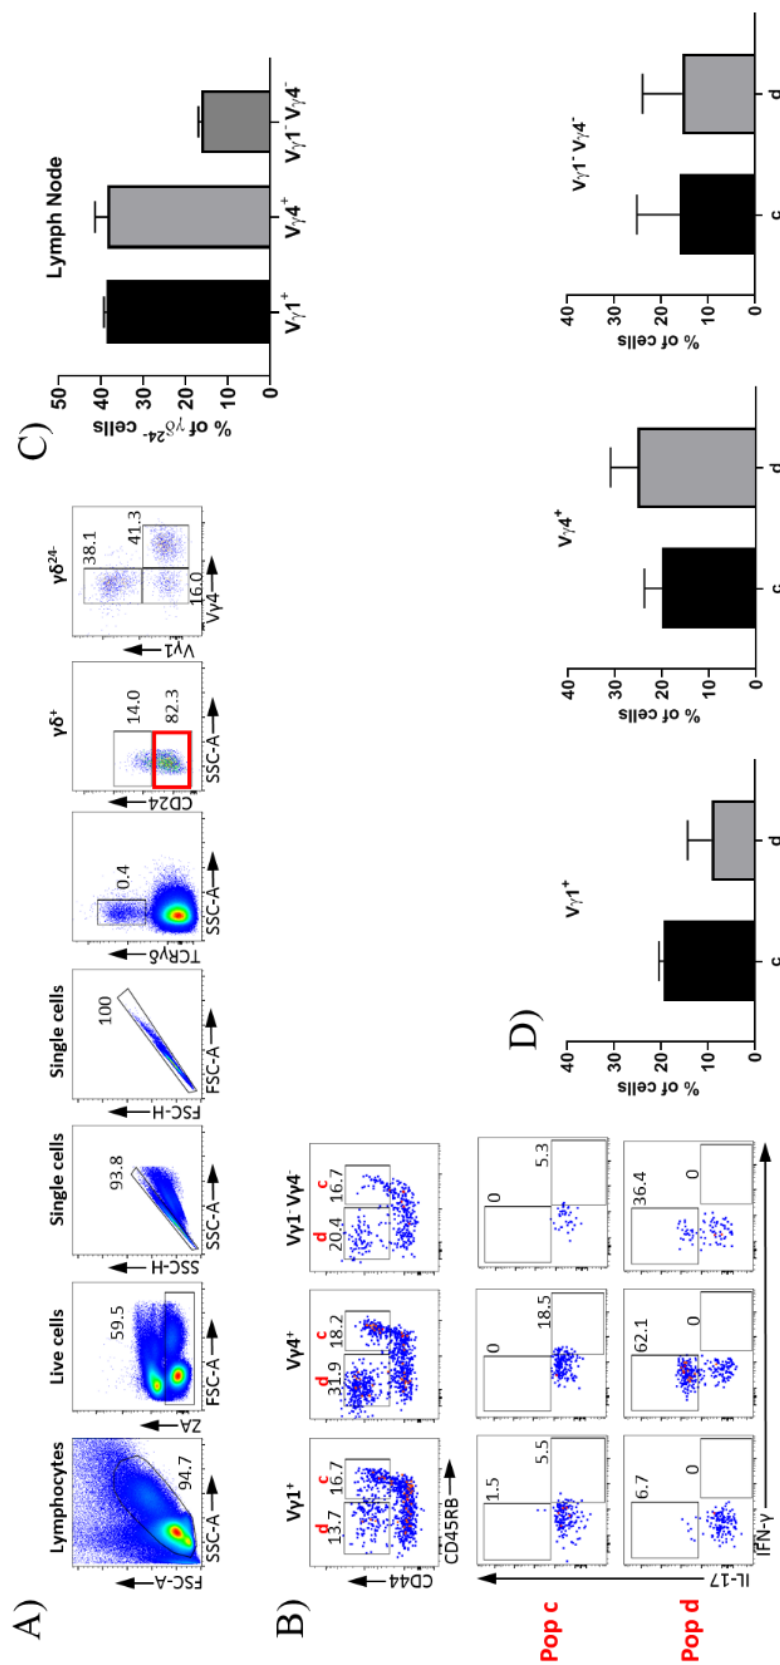 A)
Lymphocytes
94.7
FSC-A
SSC-A
Live cells
59.5
ZA
FSC-A
Single cells
93.8
SSC-H
SSC-A
Single cells
100
FSC-H
FSC-A
0.4
TCRγδ
SSC-A
γδ⁺
14.0
82.3
CD24
SSC-A
γδ²⁴⁻
38.1
41.3
16.0
Vγ1
Vγ4
B)
Vγ1⁺
d
c
13.7
16.7
Vγ4⁺
d
c
31.9
18.2
Vγ1⁻Vγ4⁻
d
c
20.4
16.7
CD44
CD45RB
Pop c
1.5
5.5
0
18.5
0
5.3
Pop d
6.7
0
62.1
0
36.4
0
IL-17
IFN-γ
C)
Lymph Node
% of γδ²⁴⁻ cells
50
40
30
20
10
0
Vγ1⁺
Vγ4⁺
Vγ1⁻Vγ4⁻
D)
Vγ1⁺
% of cells
40
30
20
10
0
c
d
Vγ4⁺
% of cells
40
30
20
10
0
c
d
Vγ1⁻Vγ4⁻
% of cells
40
30
20
10
0
c
d